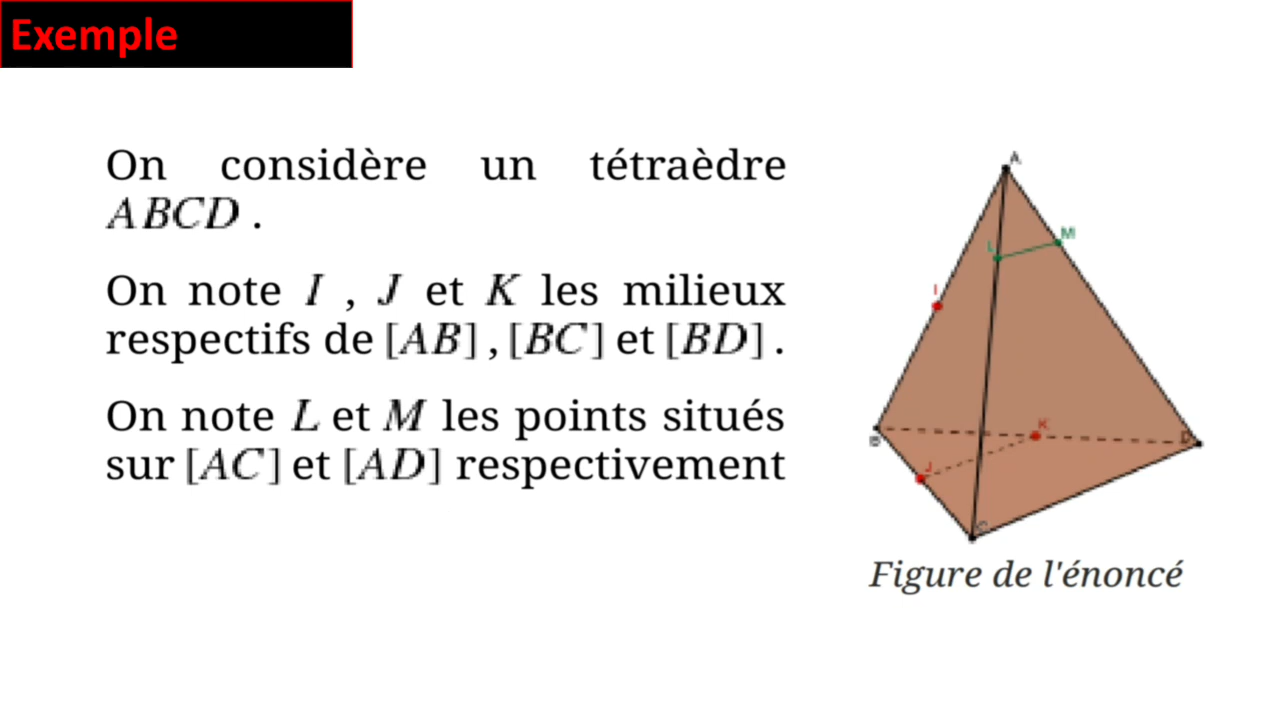 Exemple
On considère un tétraèdre
ABCD .
On note I , J et K les milieux
respectifs de [AB] , [BC] et [BD] .
On note L et M les points situés
sur [AC] et [AD] respectivement
A
M
L
I
K
B
D
J
C
Figure de l'énoncé